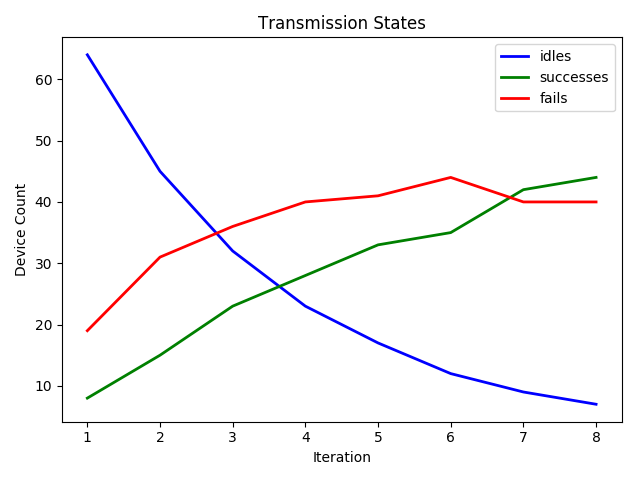 Transmission States
idles
successes
fails
Device Count
60
50
40
30
20
10
1 2 3 4 5 6 7 8
Iteration